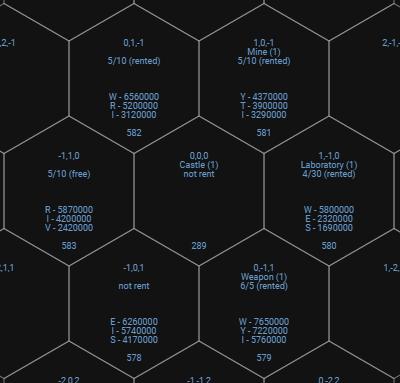 ,2,-1
0,1,-1
5/10 (rented)
W - 6560000
R - 5200000
I - 3120000
582
1,0,-1
Mine (1)
5/10 (rented)
Y - 4370000
T - 3900000
I - 3290000
581
2,-1,-
-1,1,0
5/10 (free)
R - 5870000
I - 4200000
V - 2420000
583
0,0,0
Castle (1)
not rent
289
1,-1,0
Laboratory (1)
4/30 (rented)
W - 5800000
E - 2320000
S - 1690000
580
,1,1
-1,0,1
not rent
E - 6260000
I - 5740000
S - 4170000
578
0,-1,1
Weapon (1)
6/5 (rented)
W - 7650000
Y - 7220000
I - 5760000
579
1,-2,
-2,0,2
-1,-1,2
0,-2,2